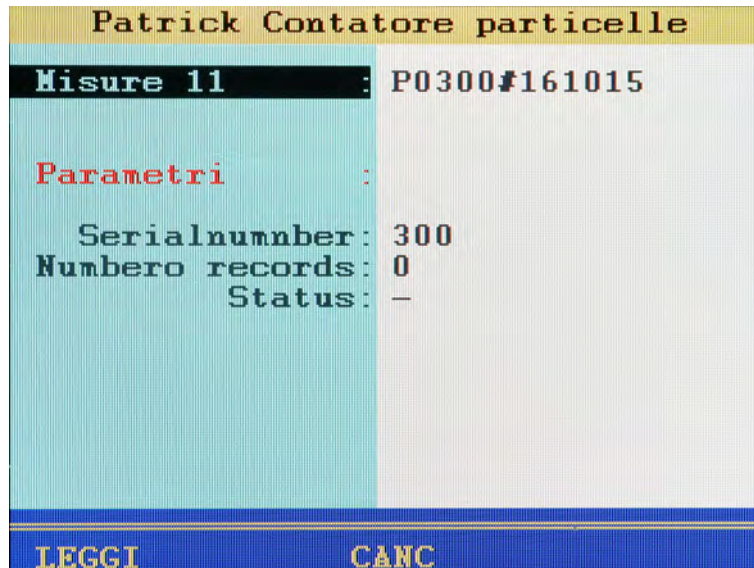 Patrick Contatore particelle
Misure 11 : P0300#161015
Parametri :
Serialnumnber: 300
Numbero records: 0
Status: –
LEGGI CANC